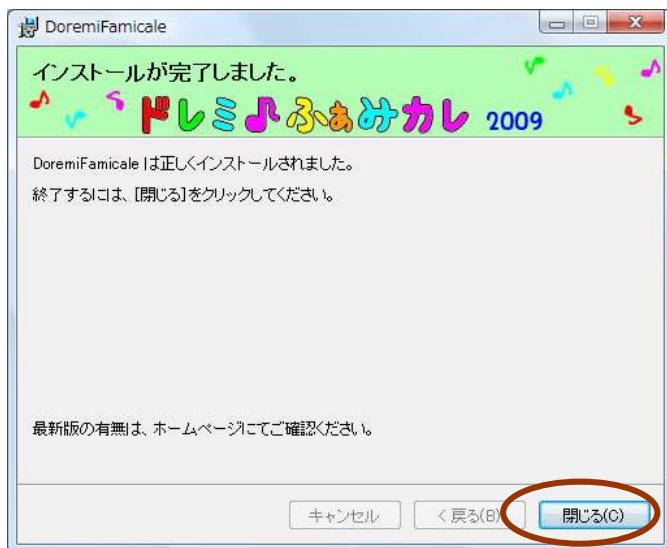 DoremiFamicale
インストールが完了しました。
ドレミ♪ふぁみカレ 2009
DoremiFamicale は正しくインストールされました。
終了するには、[閉じる]をクリックしてください。
最新版の有無は、ホームページにてご確認ください。
キャンセル
< 戻る(B)
閉じる(C)